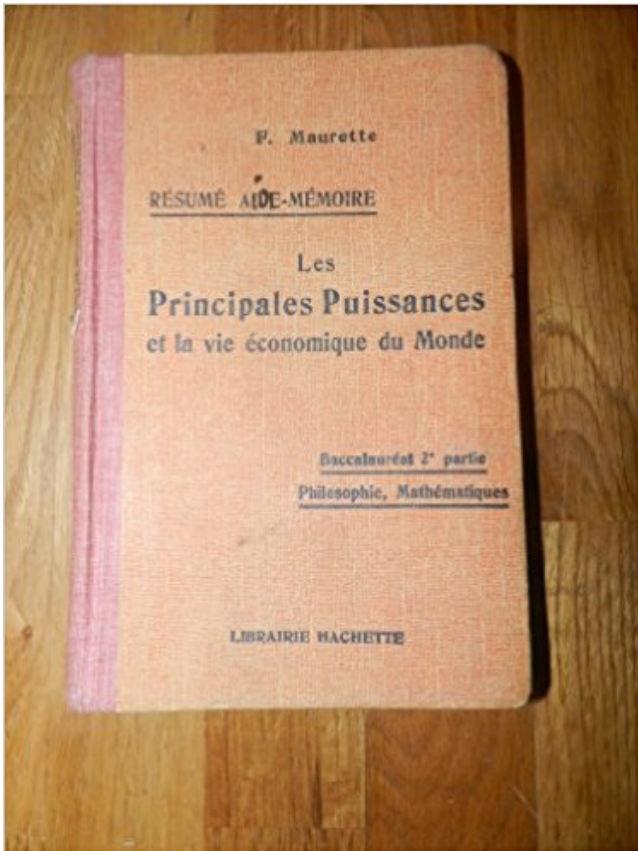 F. Maurette
RÉSUMÉ AIDE-MÉMOIRE
Les
Principales Puissances
et la vie économique du Monde
Baccalauréat 2e partie
Philosophie, Mathématiques
LIBRAIRIE HACHETTE